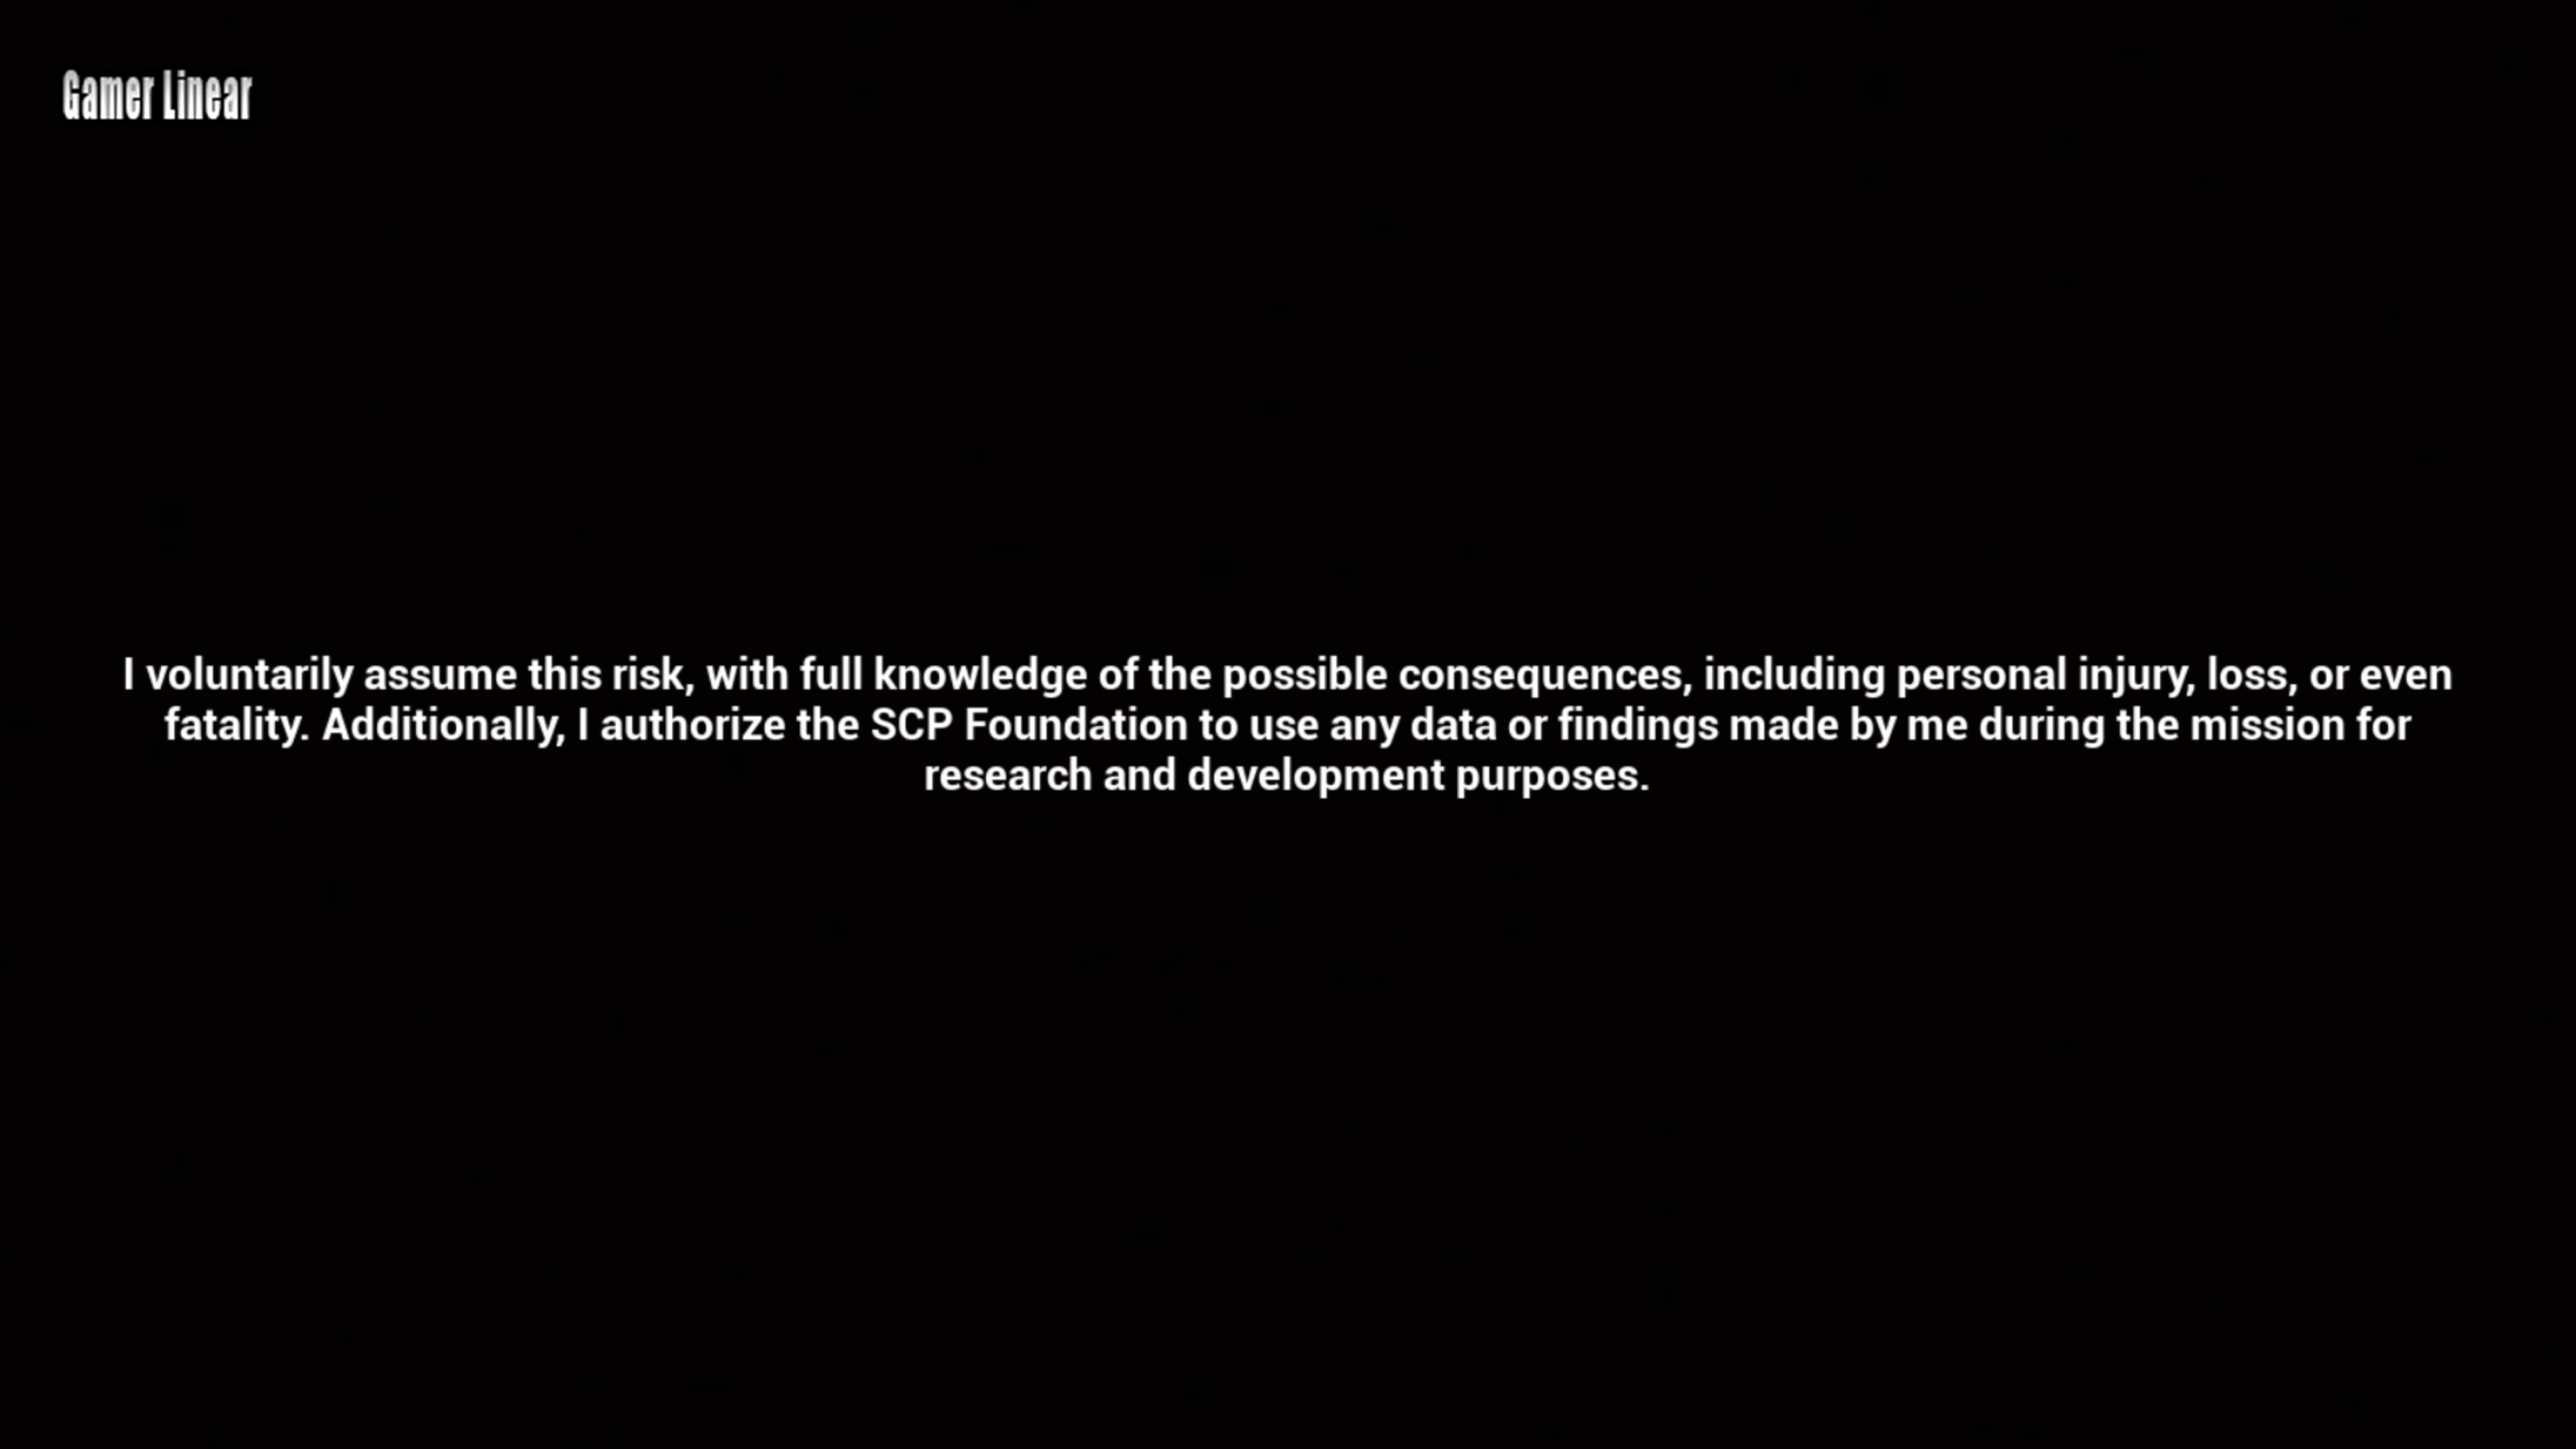 Gamer Linear
I voluntarily assume this risk, with full knowledge of the possible consequences, including personal injury, loss, or even
fatality. Additionally, I authorize the SCP Foundation to use any data or findings made by me during the mission for
research and development purposes.